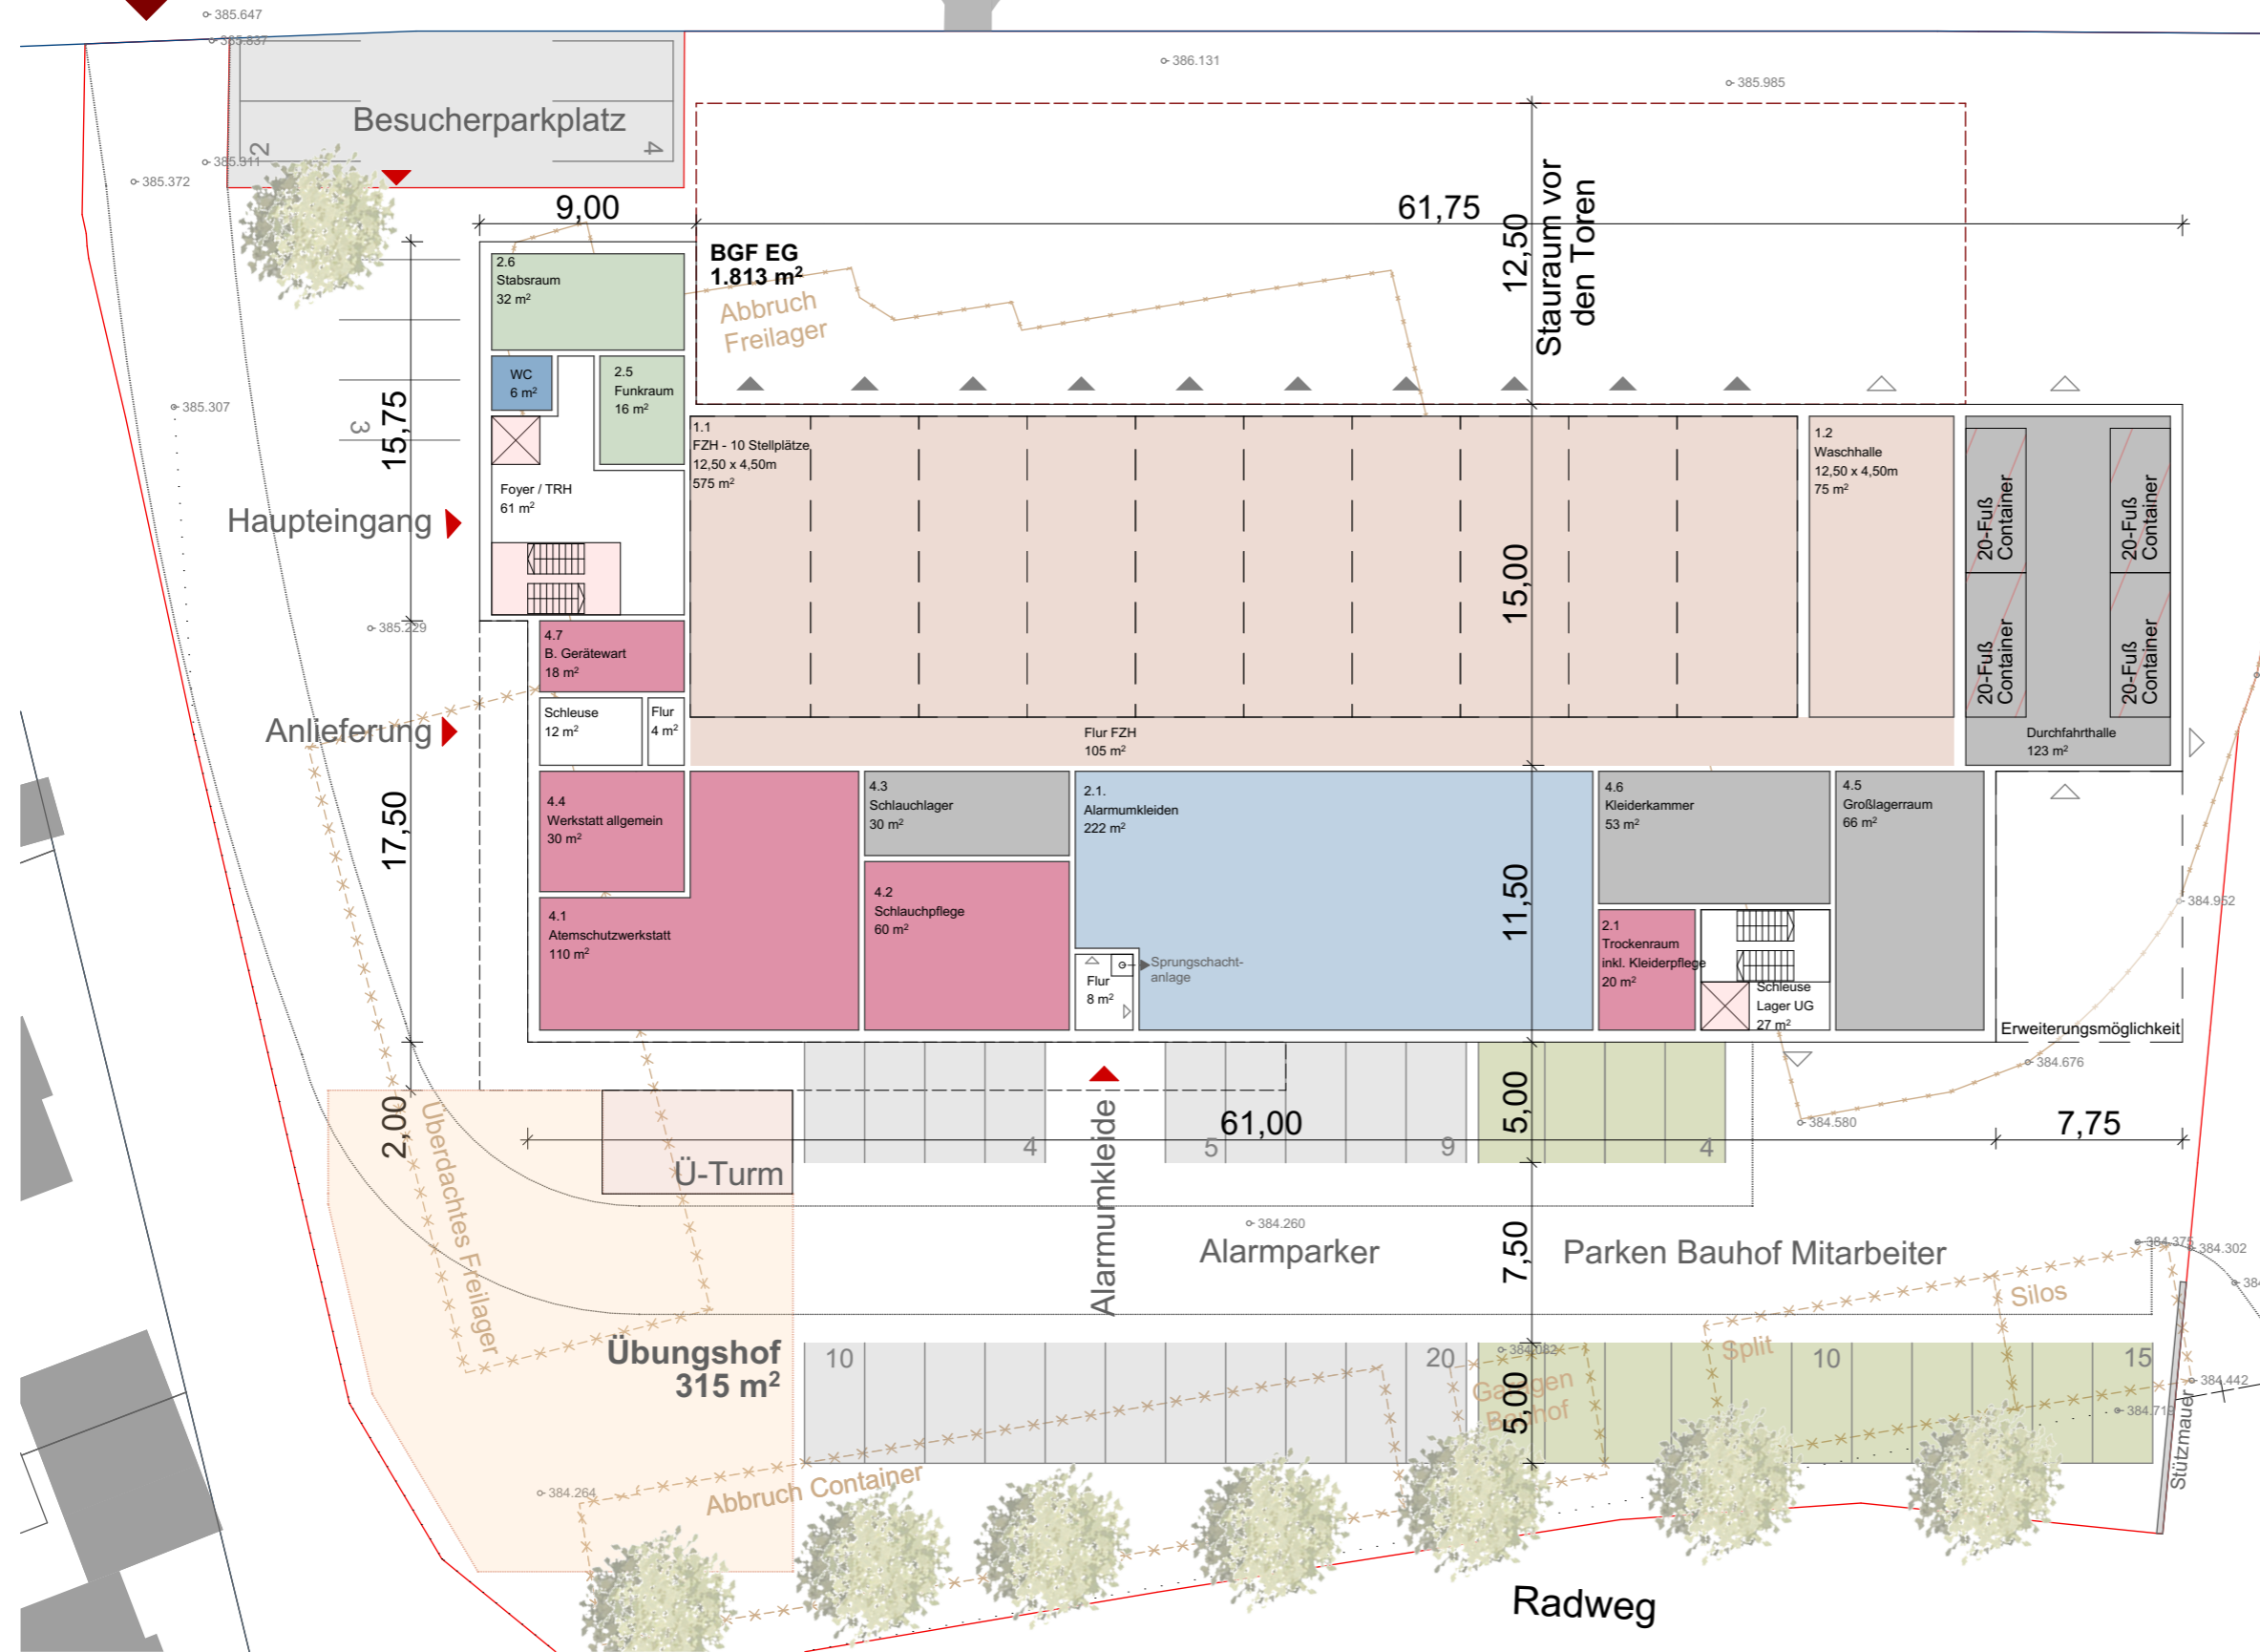 385.647
385.837
386.131
385.985
Besucherparkplatz
2
4
385.311
385.372
9,00
61,75
12,50
Stauraum vor
den Toren
BGF EG
1.813 m²
Abbruch
Freilager
2.6
Stabsraum
32 m²
WC
6 m²
2.5
Funkraum
16 m²
385.307
3
15,75
1.1
FZH - 10 Stellplätze
12,50 x 4,50m
575 m²
1.2
Waschhalle
12,50 x 4,50m
75 m²
20-Fuß
Container
20-Fuß
Container
20-Fuß
Container
20-Fuß
Container
Foyer / TRH
61 m²
Haupteingang
15,00
385.229
4.7
B. Gerätewart
18 m²
Schleuse
12 m²
Flur
4 m²
Anlieferung
Flur FZH
105 m²
Durchfahrthalle
123 m²
17,50
4.4
Werkstatt allgemein
30 m²
4.3
Schlauchlager
30 m²
2.1.
Alarmumkleiden
222 m²
4.6
Kleiderkammer
53 m²
4.5
Großlagerraum
66 m²
11,50
4.1
Atemschutzwerkstatt
110 m²
4.2
Schlauchpflege
60 m²
Flur
8 m²
Sprungschacht-
anlage
2.1
Trockenraum
inkl. Kleiderpflege
20 m²
Schleuse
Lager UG
27 m²
384.952
Erweiterungsmöglichkeit
384.676
384.580
2,00
Überdachtes Freilager
Ü-Turm
4
5
9
4
61,00
5,00
7,75
Alarmumkleide
384.260
Alarmparker
7,50
Parken Bauhof Mitarbeiter
384.375
384.302
384
Silos
Split
Übungshof
315 m²
10
20
384.082
10
15
Garagen
Bauhof
5,00
384.442
384.719
Stützmauer
384.264
Abbruch Container
Radweg